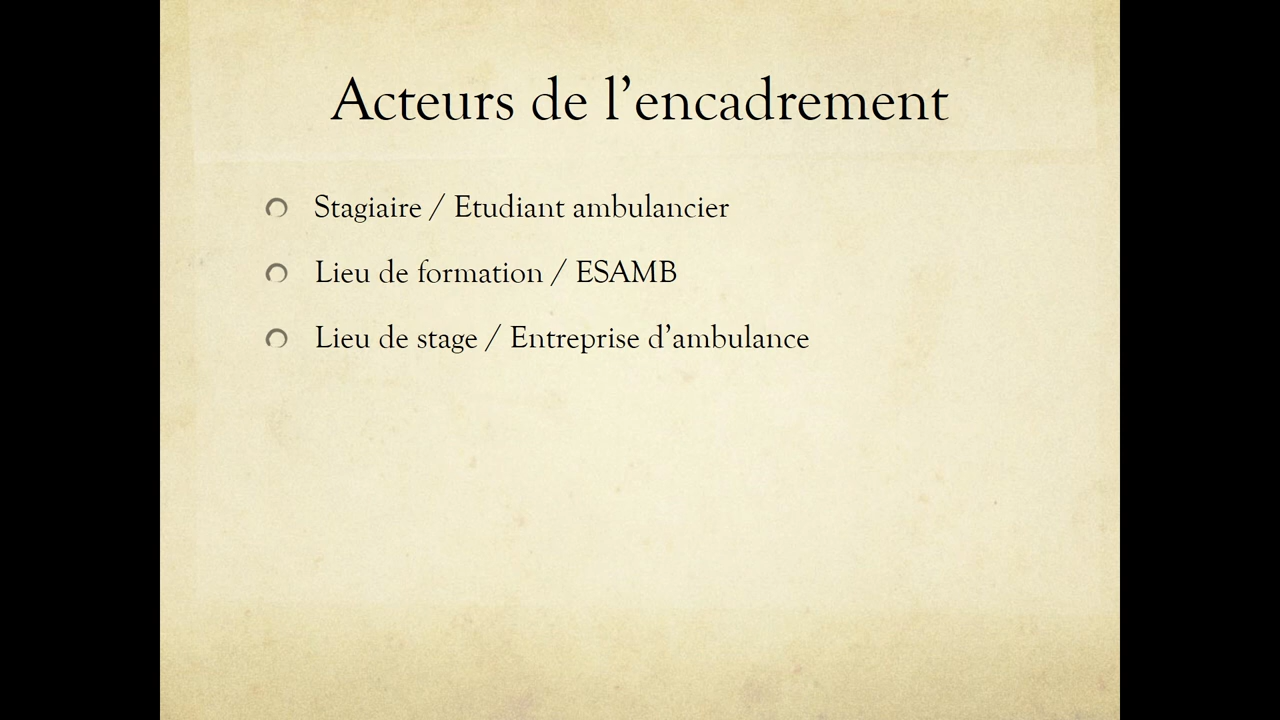 Acteurs de l’encadrement
Stagiaire / Etudiant ambulancier
Lieu de formation / ESAMB
Lieu de stage / Entreprise d’ambulance